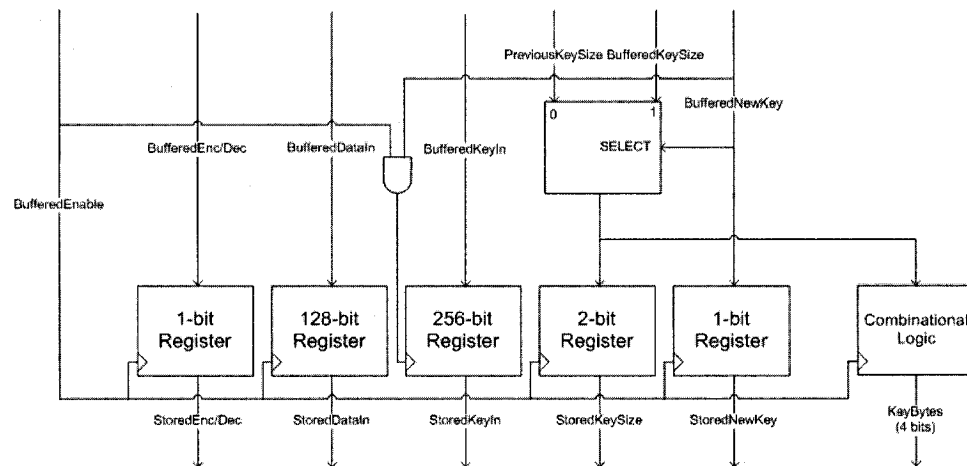 PreviousKeySize BufferedKeySize
BufferedNewKey
0 1
SELECT
BufferedEnc/Dec BufferedDataIn BufferedKeyIn
BufferedEnable
1-bit
Register
128-bit
Register
256-bit
Register
2-bit
Register
1-bit
Register
Combinational
Logic
StoredEnc/Dec StoredDataIn StoredKeyIn StoredKeySize StoredNewKey
KeyBytes
(4 bits)